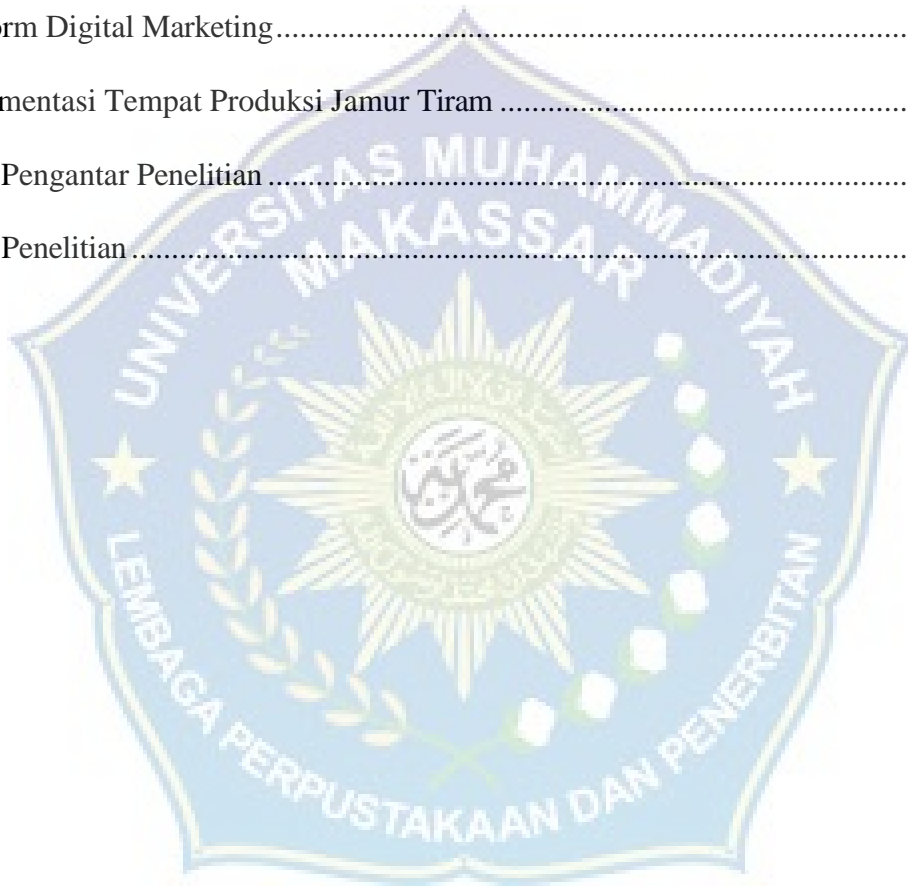 orm Digital Marketing
mentasi Tempat Produksi Jamur Tiram
Pengantar Penelitian
Penelitian
UNIVERSITAS MUHAMMADIYAH
MAKASSAR
LEMBAGA PERPUSTAKAAN DAN PENERBITAN